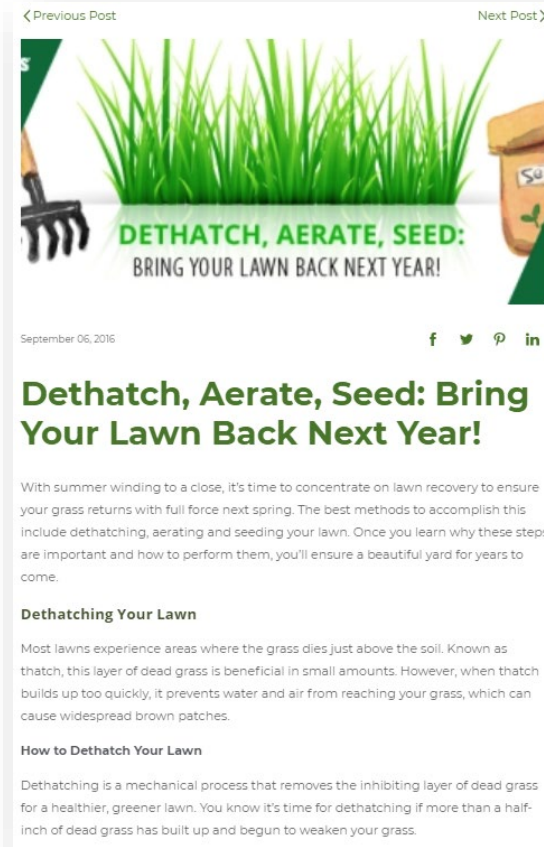 Previous Post
Next Post
DETHATCH, AERATE, SEED:
BRING YOUR LAWN BACK NEXT YEAR!
September 06, 2016
Dethatch, Aerate, Seed: Bring
Your Lawn Back Next Year!
With summer winding to a close, it's time to concentrate on lawn recovery to ensure
your grass returns with full force next spring. The best methods to accomplish this
include dethatching, aerating and seeding your lawn. Once you learn why these steps
are important and how to perform them, you'll ensure a beautiful yard for years to
come.
Dethatching Your Lawn
Most lawns experience areas where the grass dies just above the soil. Known as
thatch, this layer of dead grass is beneficial in small amounts. However, when thatch
builds up too quickly, it prevents water and air from reaching your grass, which can
cause widespread brown patches.
How to Dethatch Your Lawn
Dethatching is a mechanical process that removes the inhibiting layer of dead grass
for a healthier, greener lawn. You know it's time for dethatching if more than a half-
inch of dead grass has built up and begun to weaken your grass.